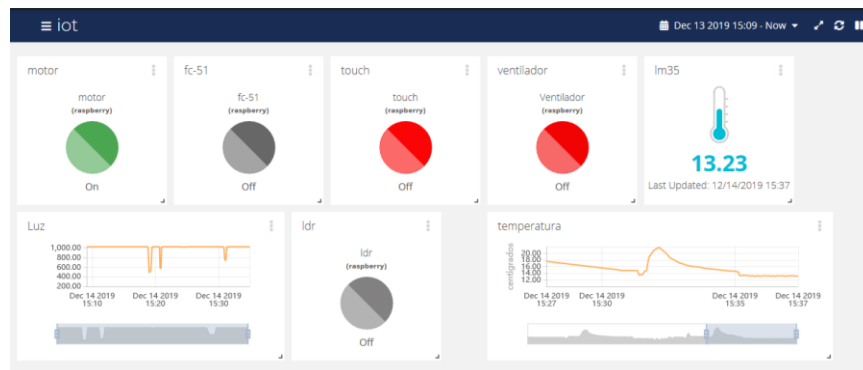 iot
Dec 13 2019 15:09 - Now
motor
fc-51
touch
ventilador
lm35
motor
(raspberry)
On
fc-51
(raspberry)
Off
touch
(raspberry)
Off
Ventilador
(raspberry)
Off
13.23
Last Updated: 12/14/2019 15:37
Luz
1,000.00
800.00
600.00
400.00
200.00
Dec 14 2019
15:10
Dec 14 2019
15:20
Dec 14 2019
15:30
ldr
ldr
(raspberry)
Off
temperatura
centígrados
20.00
18.00
16.00
14.00
12.00
Dec 14 2019
15:27
Dec 14 2019
15:30
Dec 14 2019
15:35
Dec 14 2019
15:37